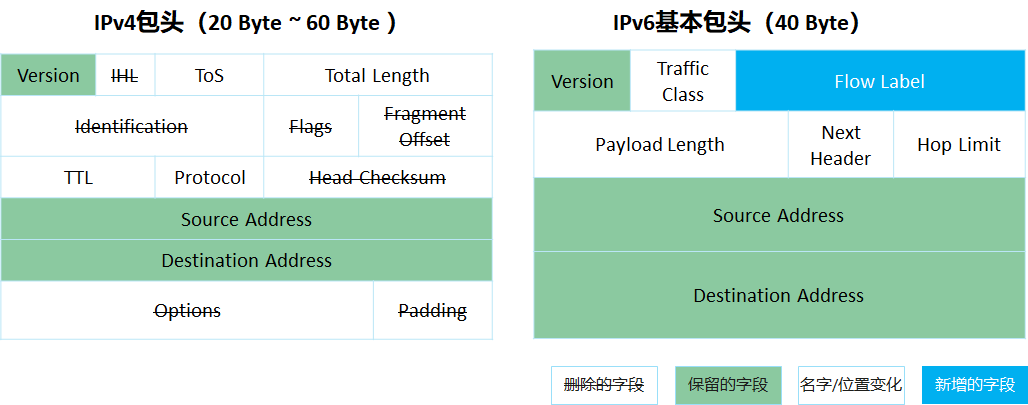 IPv4包头（20 Byte ~ 60 Byte ）
Version IHL ToS Total Length
Identification Flags Fragment Offset
TTL Protocol Head Checksum
Source Address
Destination Address
Options Padding
IPv6基本包头（40 Byte）
Version Traffic Class Flow Label
Payload Length Next Header Hop Limit
Source Address
Destination Address
删除的字段 保留的字段 名字/位置变化 新增的字段